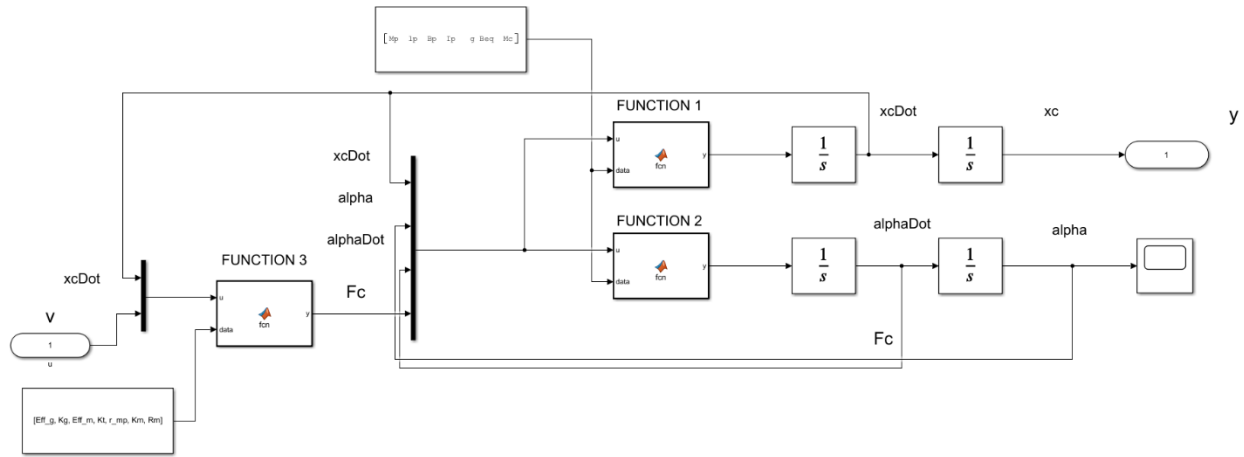 [Mp lp Bp Ip g Beq Mc]
FUNCTION 1
u
data
fcn
y
xcDot
1
s
xc
1
s
y
1
xcDot
alpha
alphaDot
FUNCTION 2
u
data
fcn
y
1
s
alphaDot
1
s
alpha
xcDot
FUNCTION 3
u
data
fcn
y
Fc
Fc
v
1
u
[Eff_g, Kg, Eff_m, Kt, r_mp, Km, Rm]